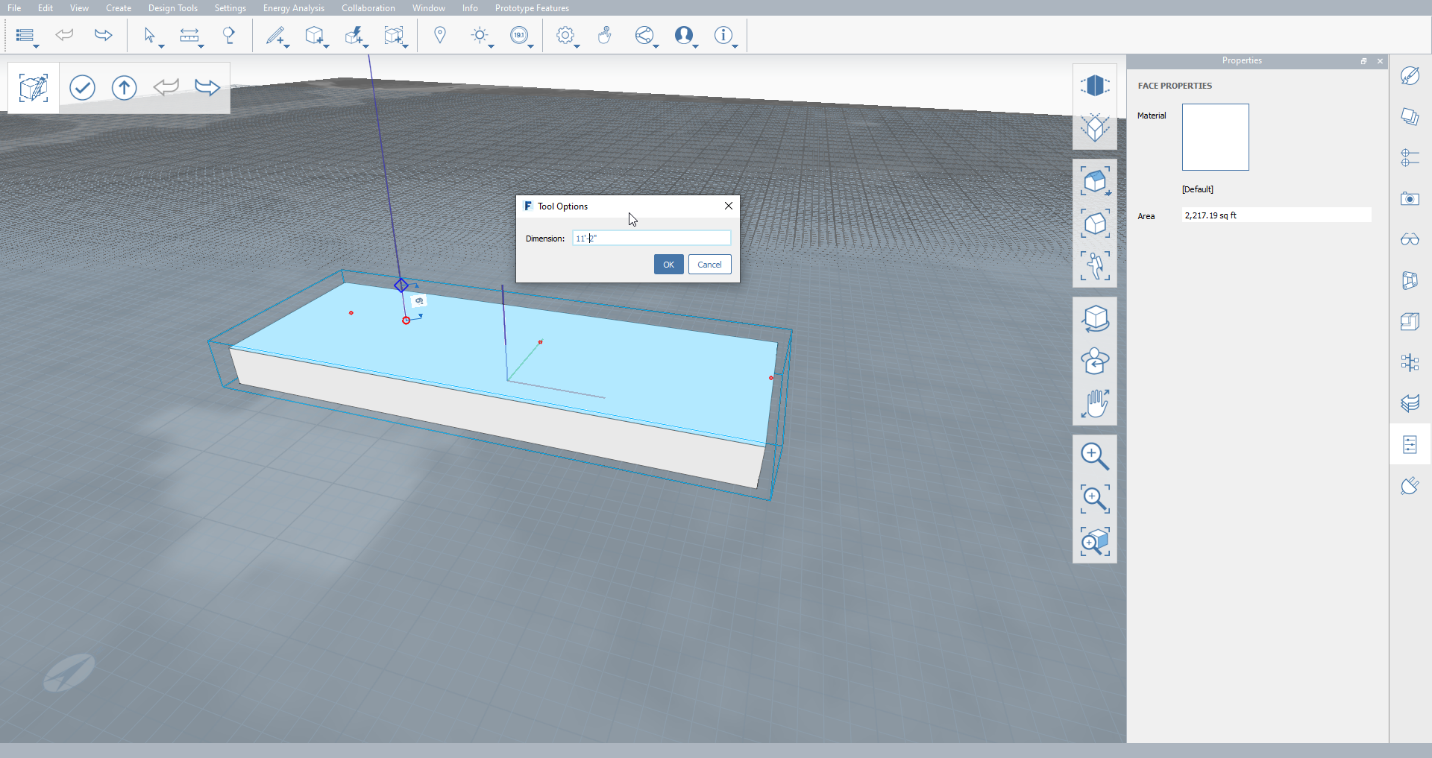 File Edit View Create Design Tools Settings Energy Analysis Collaboration Window Info Prototype Features
Properties
FACE PROPERTIES
Material
[Default]
Area 2,217.19 sq ft
F Tool Options
Dimension: 11'-2"
OK Cancel